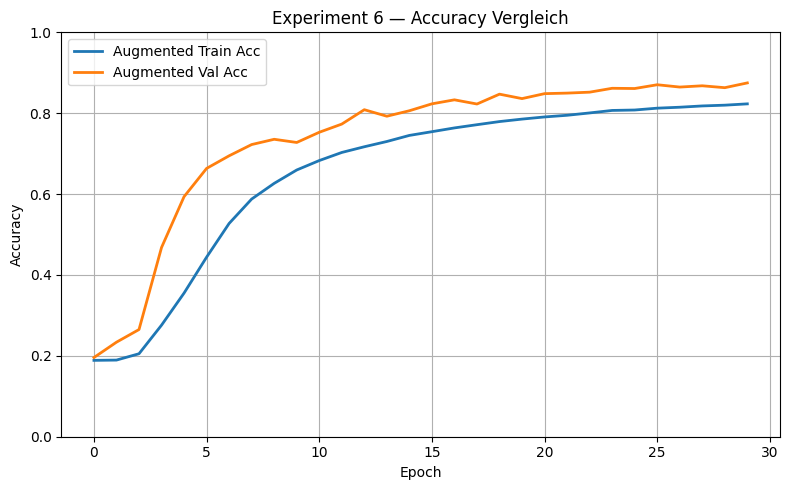 Experiment 6 — Accuracy Vergleich
Augmented Train Acc
Augmented Val Acc
Accuracy
1.0
0.8
0.6
0.4
0.2
0.0
0 5 10 15 20 25 30
Epoch